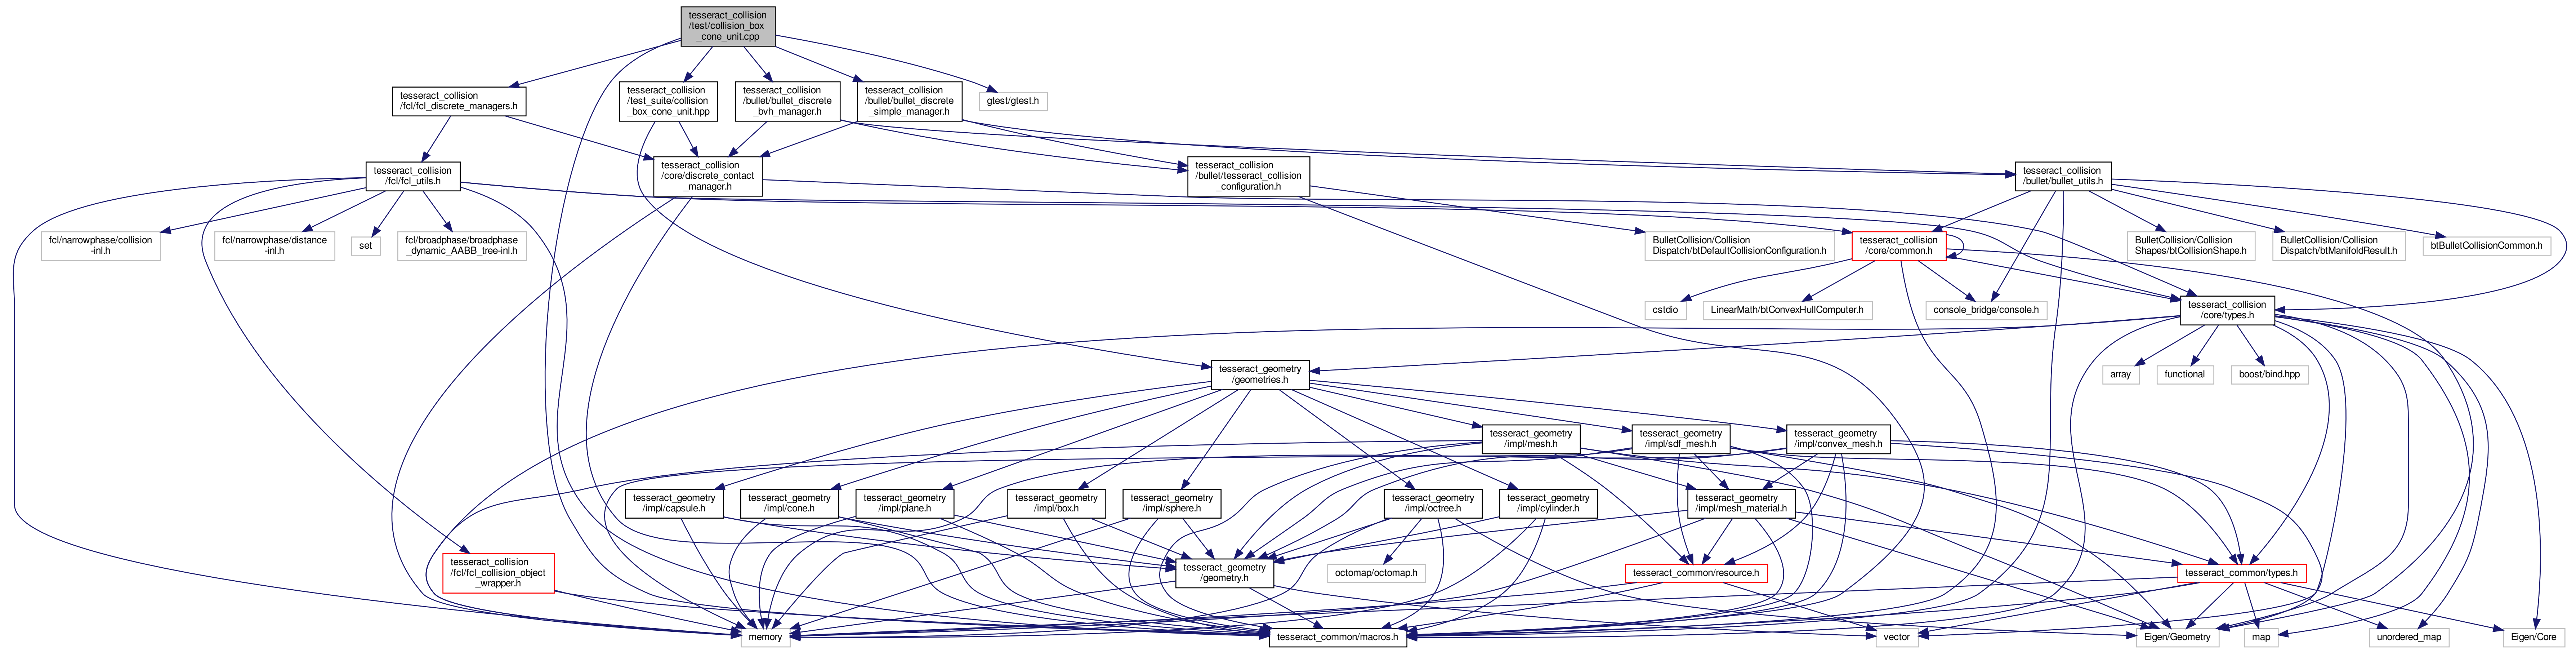 tesseract_collision
/test/collision_box
_cone_unit.cpp
tesseract_collision
/fcl/fcl_discrete_managers.h
tesseract_collision
/test_suite/collision
_box_cone_unit.hpp
tesseract_collision
/bullet/bullet_discrete
_bvh_manager.h
tesseract_collision
/bullet/bullet_discrete
_simple_manager.h
gtest/gtest.h
tesseract_collision
/fcl/fcl_utils.h
tesseract_collision
/core/discrete_contact
_manager.h
tesseract_collision
/bullet/tesseract_collision
_configuration.h
tesseract_collision
/bullet/bullet_utils.h
fcl/narrowphase/collision
-inl.h
fcl/narrowphase/distance
-inl.h
set
fcl/broadphase/broadphase
_dynamic_AABB_tree-inl.h
BulletCollision/Collision
Dispatch/btDefaultCollisionConfiguration.h
tesseract_collision
/core/common.h
BulletCollision/Collision
Shapes/btCollisionShape.h
BulletCollision/Collision
Dispatch/btManifoldResult.h
btBulletCollisionCommon.h
cstdio
LinearMath/btConvexHullComputer.h
console_bridge/console.h
tesseract_collision
/core/types.h
tesseract_geometry
/geometries.h
array
functional
boost/bind.hpp
tesseract_geometry
/impl/mesh.h
tesseract_geometry
/impl/sdf_mesh.h
tesseract_geometry
/impl/convex_mesh.h
tesseract_geometry
/impl/capsule.h
tesseract_geometry
/impl/cone.h
tesseract_geometry
/impl/plane.h
tesseract_geometry
/impl/box.h
tesseract_geometry
/impl/sphere.h
tesseract_geometry
/impl/octree.h
tesseract_geometry
/impl/cylinder.h
tesseract_geometry
/impl/mesh_material.h
tesseract_collision
/fcl/fcl_collision_object
_wrapper.h
tesseract_geometry
/geometry.h
octomap/octomap.h
tesseract_common/resource.h
tesseract_common/types.h
memory
tesseract_common/macros.h
vector
Eigen/Geometry
map
unordered_map
Eigen/Core